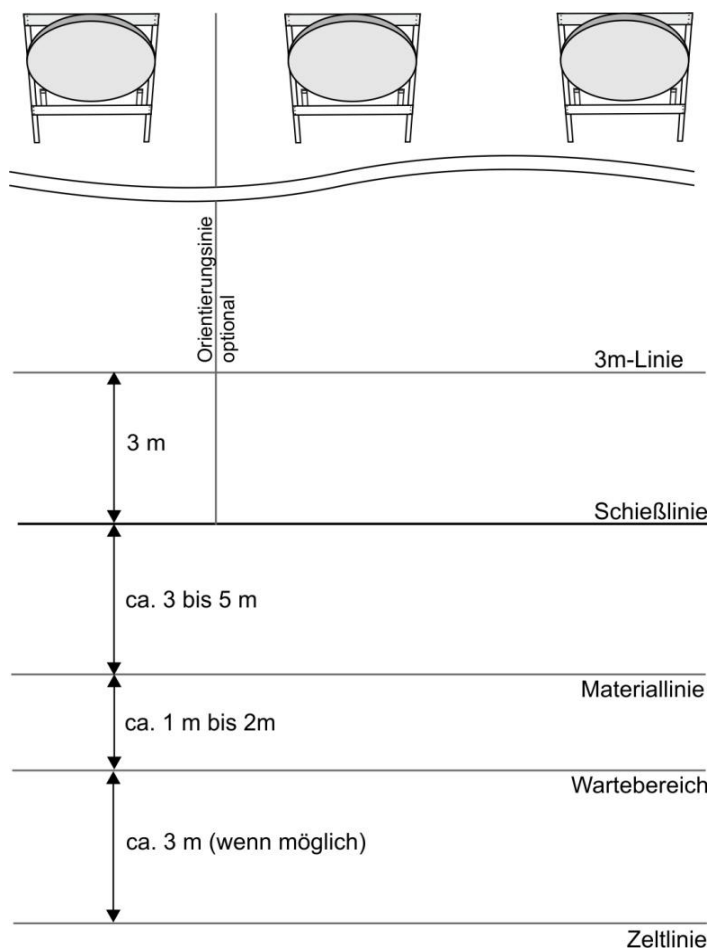 Orientierungsinie
optional
3m-Linie
3 m
Schießlinie
ca. 3 bis 5 m
Materiallinie
ca. 1 m bis 2m
Wartebereich
ca. 3 m (wenn möglich)
Zeltlinie